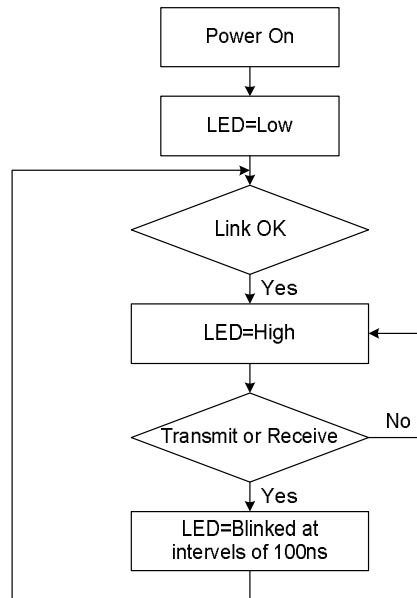 Power On
LED=Low
Link OK
Yes
LED=High
Transmit or Receive
No
Yes
LED=Blinked at
intervels of 100ns